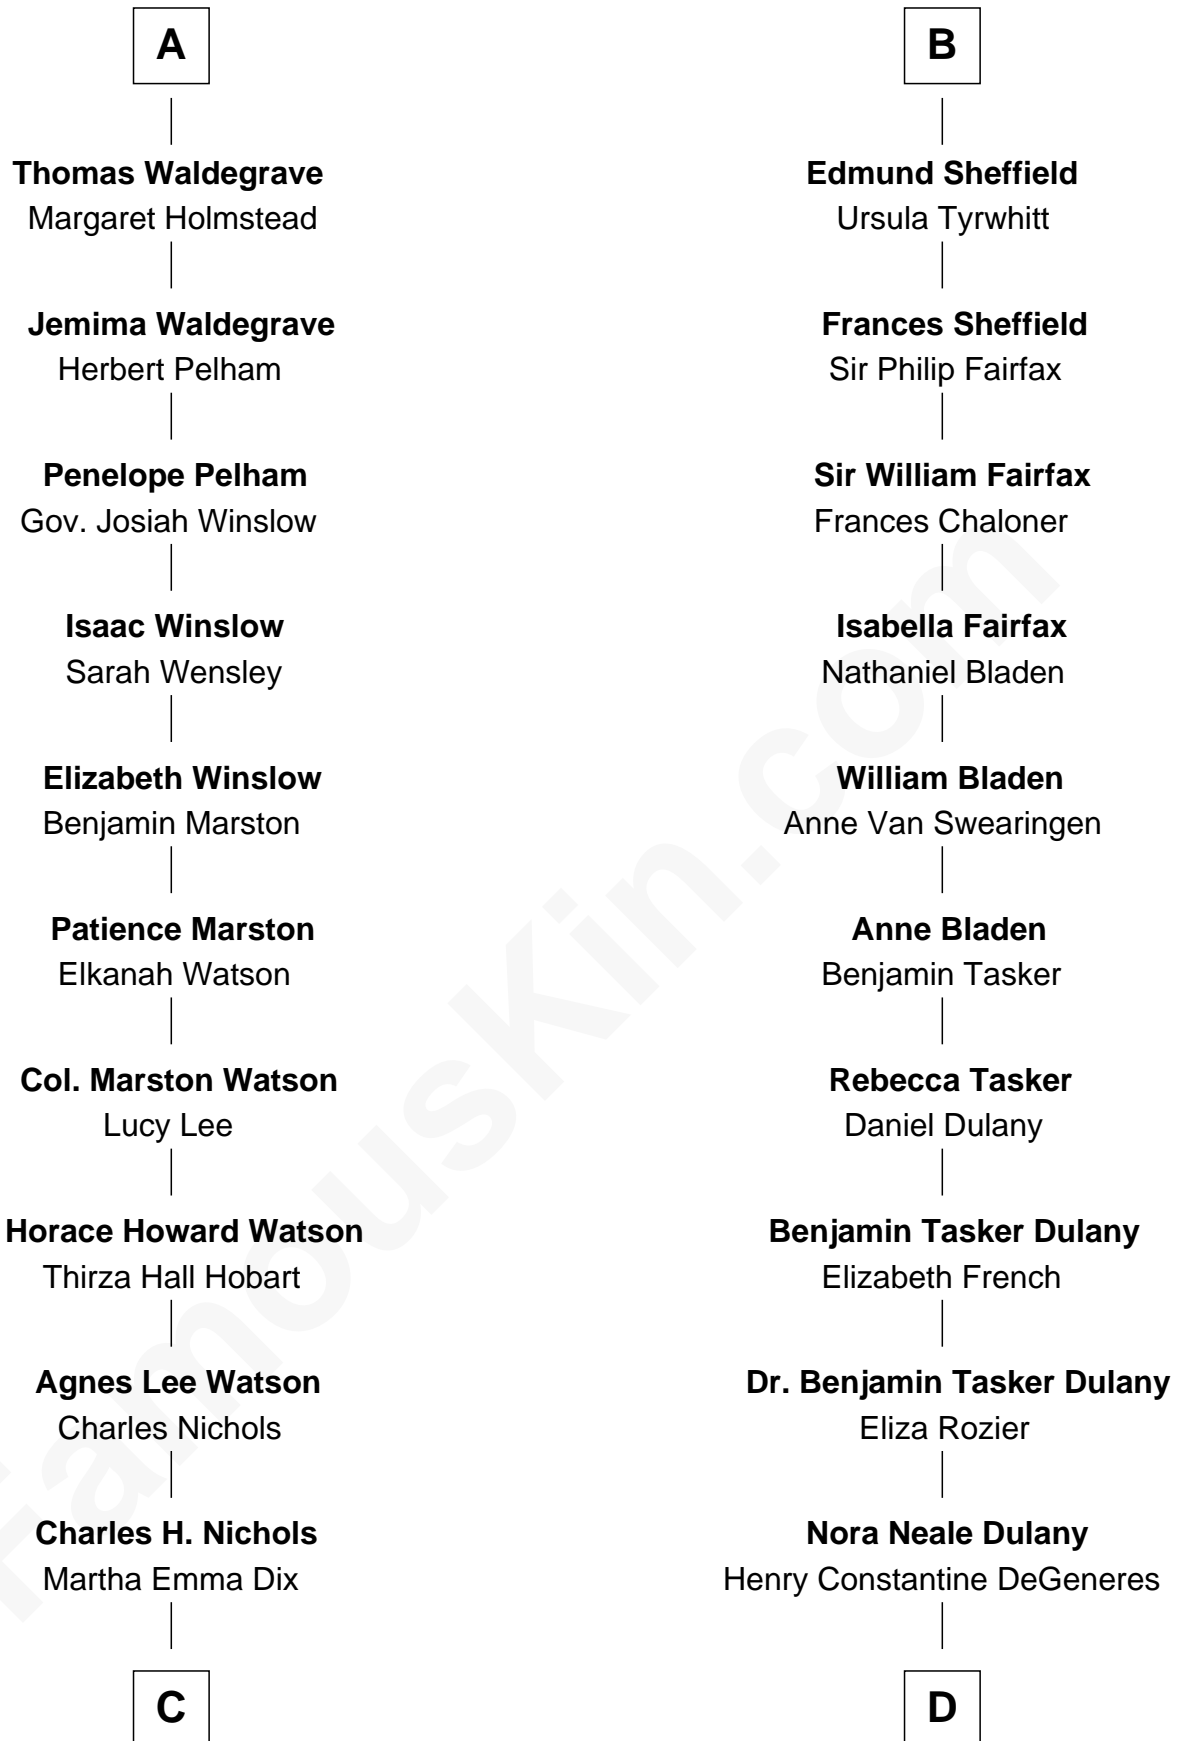 A
Thomas Waldegrave
Margaret Holmstead
Jemima Waldegrave
Herbert Pelham
Penelope Pelham
Gov. Josiah Winslow
Isaac Winslow
Sarah Wensley
Elizabeth Winslow
Benjamin Marston
Patience Marston
Elkanah Watson
Col. Marston Watson
Lucy Lee
Horace Howard Watson
Thirza Hall Hobart
Agnes Lee Watson
Charles Nichols
Charles H. Nichols
Martha Emma Dix
C
B
Edmund Sheffield
Ursula Tyrwhitt
Frances Sheffield
Sir Philip Fairfax
Sir William Fairfax
Frances Chaloner
Isabella Fairfax
Nathaniel Bladen
William Bladen
Anne Van Swearingen
Anne Bladen
Benjamin Tasker
Rebecca Tasker
Daniel Dulany
Benjamin Tasker Dulany
Elizabeth French
Dr. Benjamin Tasker Dulany
Eliza Rozier
Nora Neale Dulany
Henry Constantine DeGeneres
D
FamousKin.com